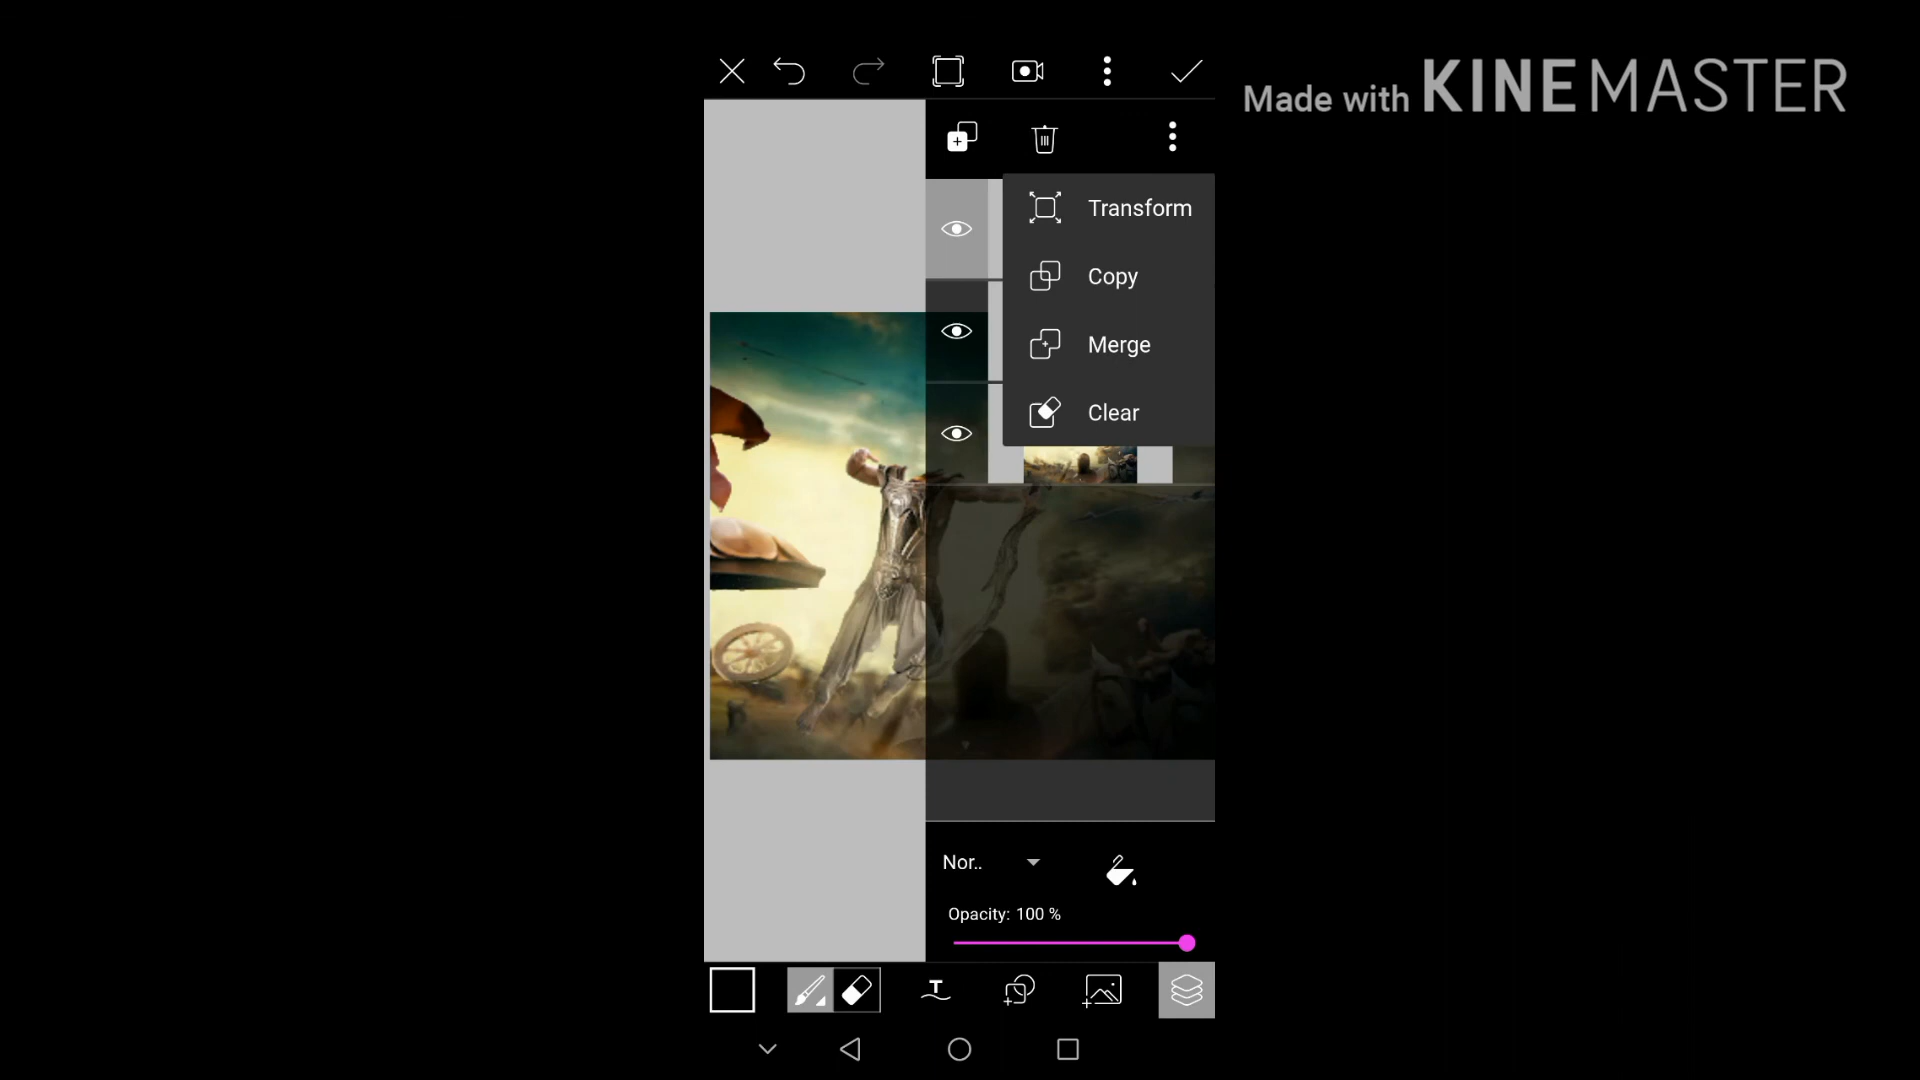 Made with KINEMASTER
Transform
Copy
Merge
Clear
Nor..
Opacity: 100 %
T